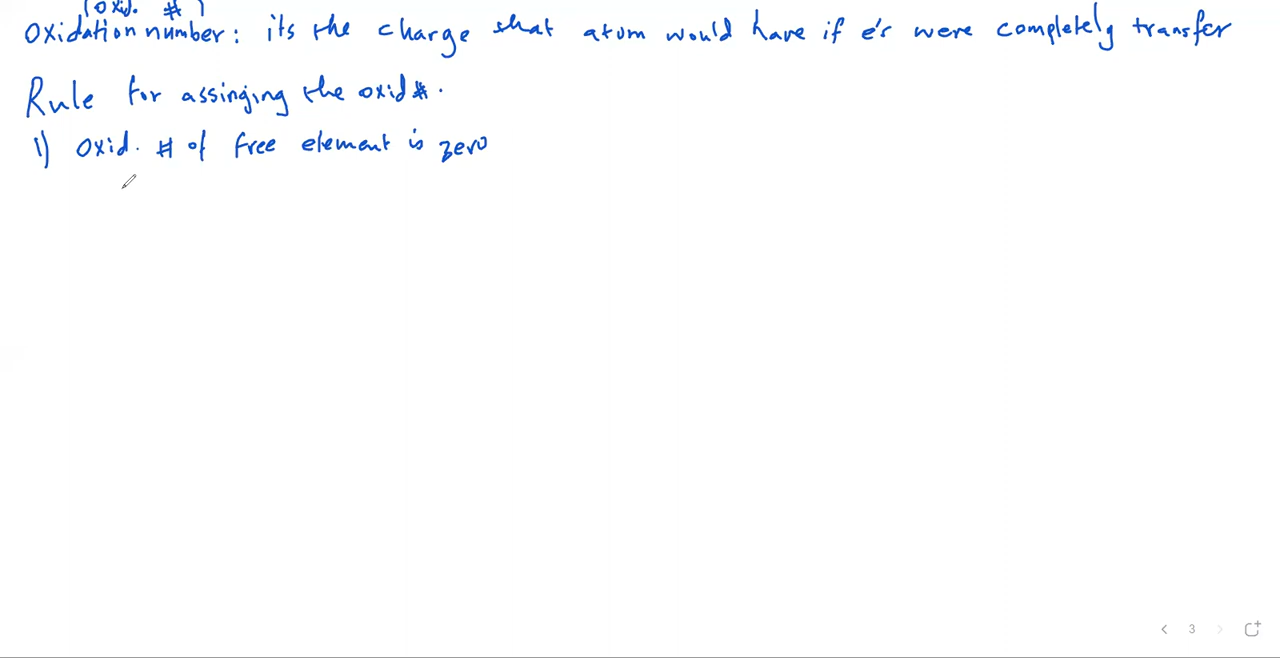 (oxid. #)
Oxidation number: its the charge that atom would have if e's were completely transfer
Rule for assinging the oxid #.
1) oxid. # of free element is zero
3